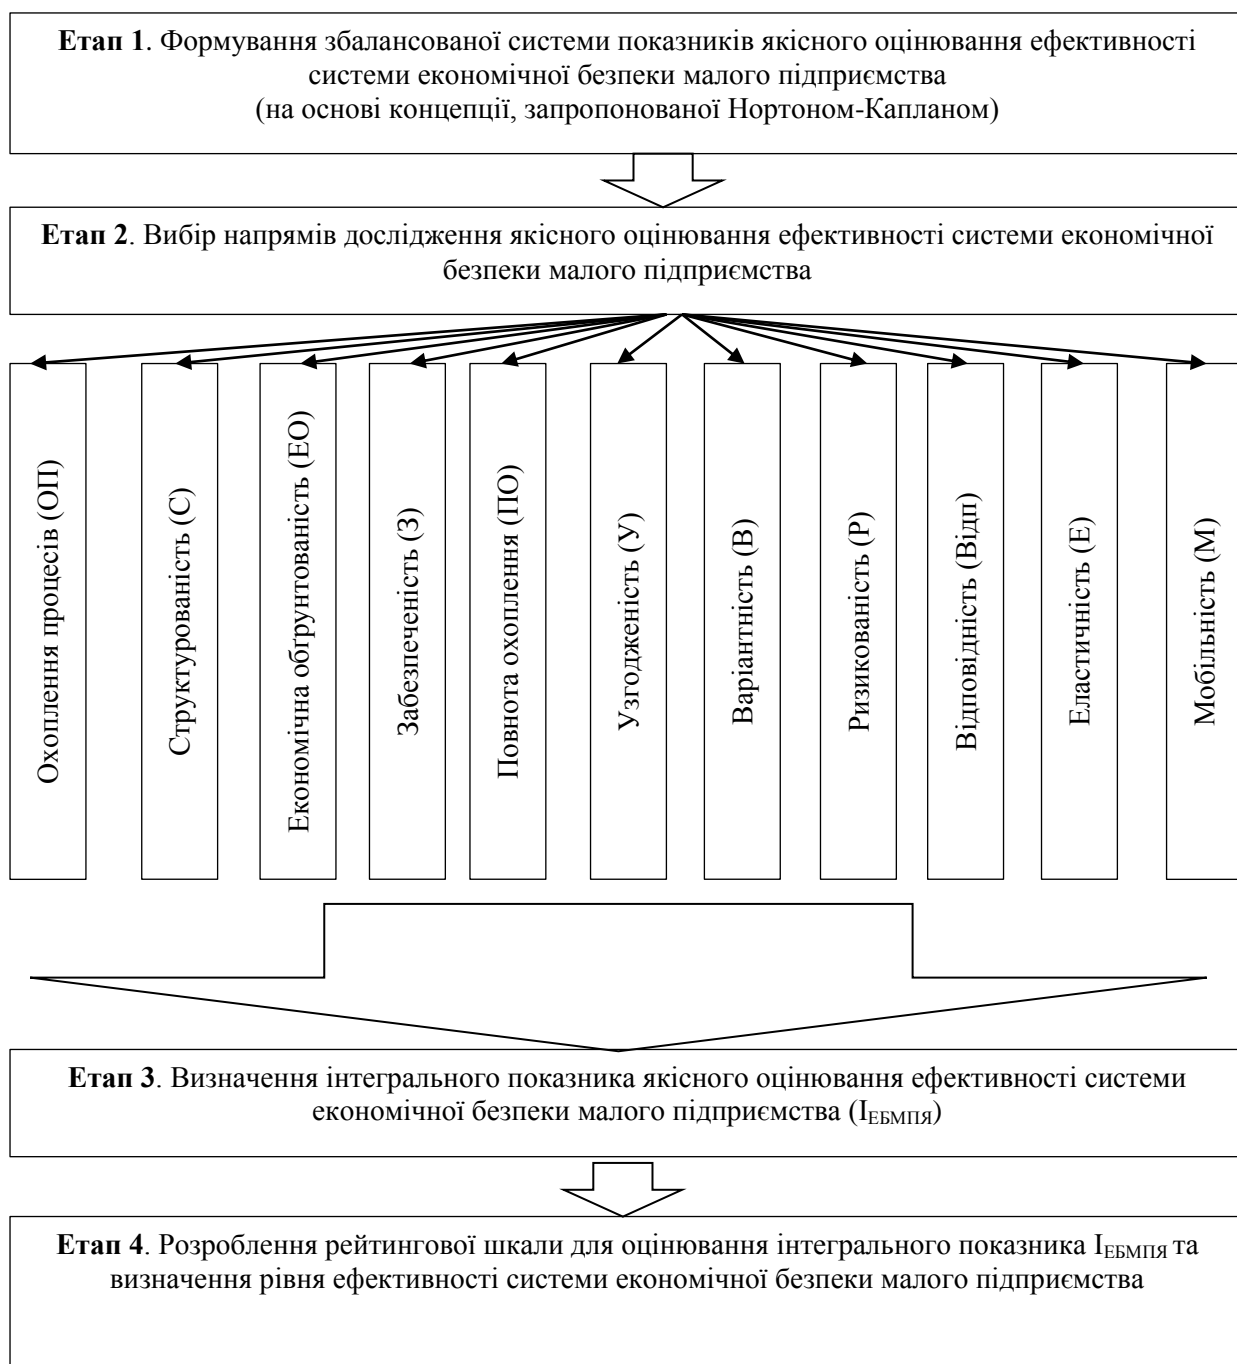 Етап 1. Формування збалансованої системи показників якісного оцінювання ефективності
системи економічної безпеки малого підприємства
(на основі концепції, запропонованої Нортоном-Капланом)
Етап 2. Вибір напрямів дослідження якісного оцінювання ефективності системи економічної
безпеки малого підприємства
Охоплення процесів (ОП)
Структурованість (С)
Економічна обґрунтованість (ЕО)
Забезпеченість (З)
Повнота охоплення (ПО)
Узгодженість (У)
Варіантність (В)
Ризикованість (Р)
Відповідність (Відп)
Еластичність (Е)
Мобільність (М)
Етап 3. Визначення інтегрального показника якісного оцінювання ефективності системи
економічної безпеки малого підприємства (ІЕБМПЯ)
Етап 4. Розроблення рейтингової шкали для оцінювання інтегрального показника ІЕБМПЯ та
визначення рівня ефективності системи економічної безпеки малого підприємства